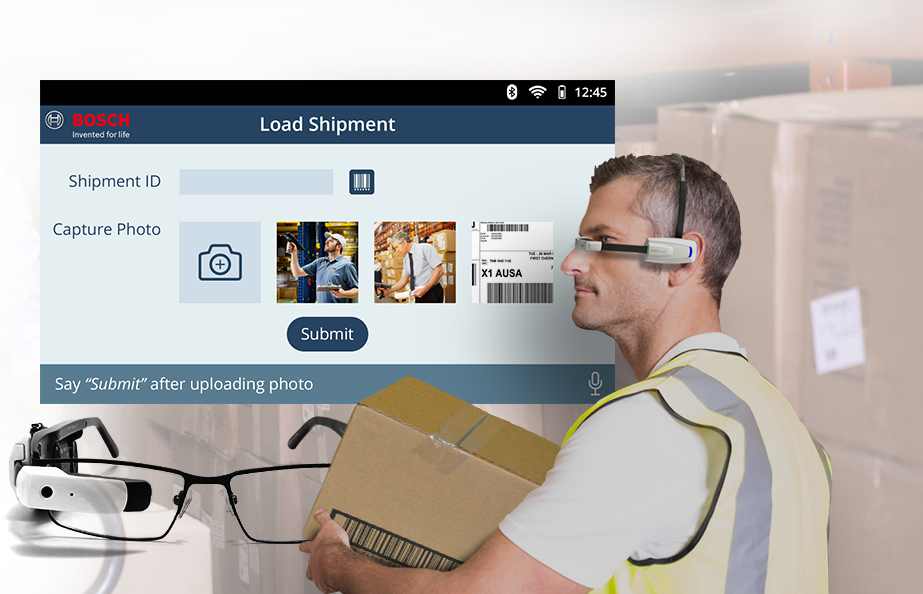 12:45
BOSCH
Invented for life
Load Shipment
Shipment ID
Capture Photo
X1 AUSA
Submit
Say “Submit” after uploading photo